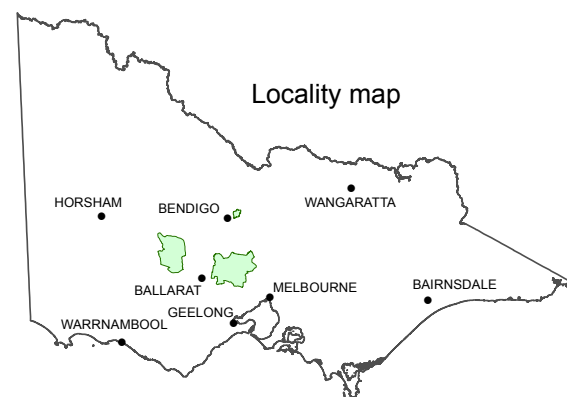 Locality map
HORSHAM
BENDIGO
WANGARATTA
BALLARAT
MELBOURNE
BAIRNSDALE
GEELONG
WARRNAMBOOL